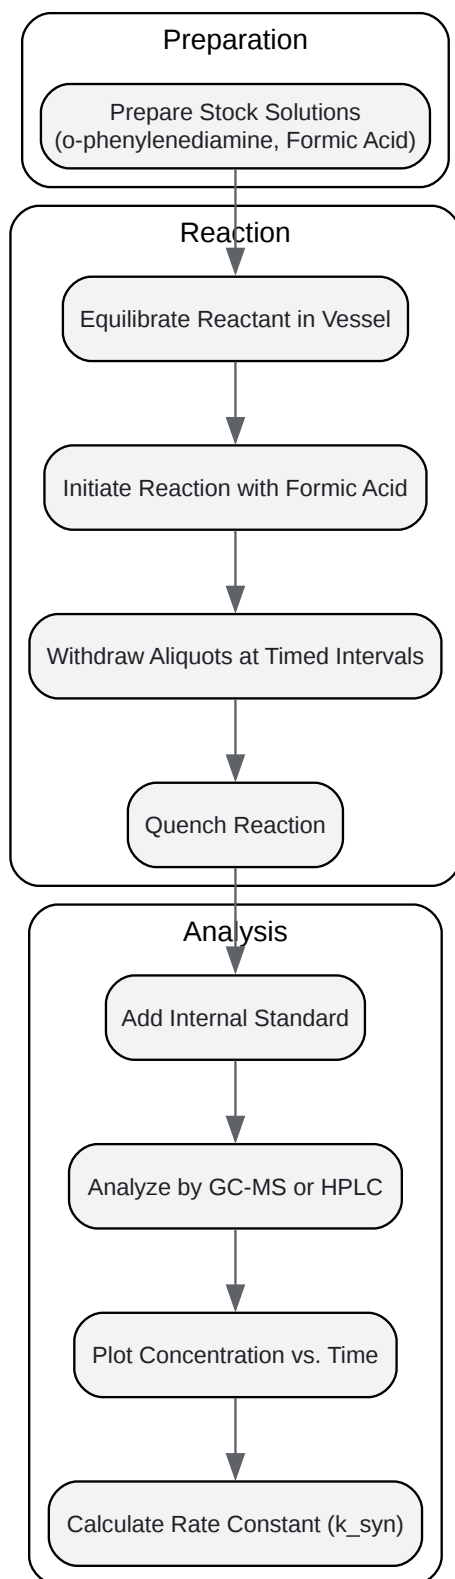 Preparation
Prepare Stock Solutions
(o-phenylenediamine, Formic Acid)
Reaction
Equilibrate Reactant in Vessel
Initiate Reaction with Formic Acid
Withdraw Aliquots at Timed Intervals
Quench Reaction
Analysis
Add Internal Standard
Analyze by GC-MS or HPLC
Plot Concentration vs. Time
Calculate Rate Constant (k_syn)